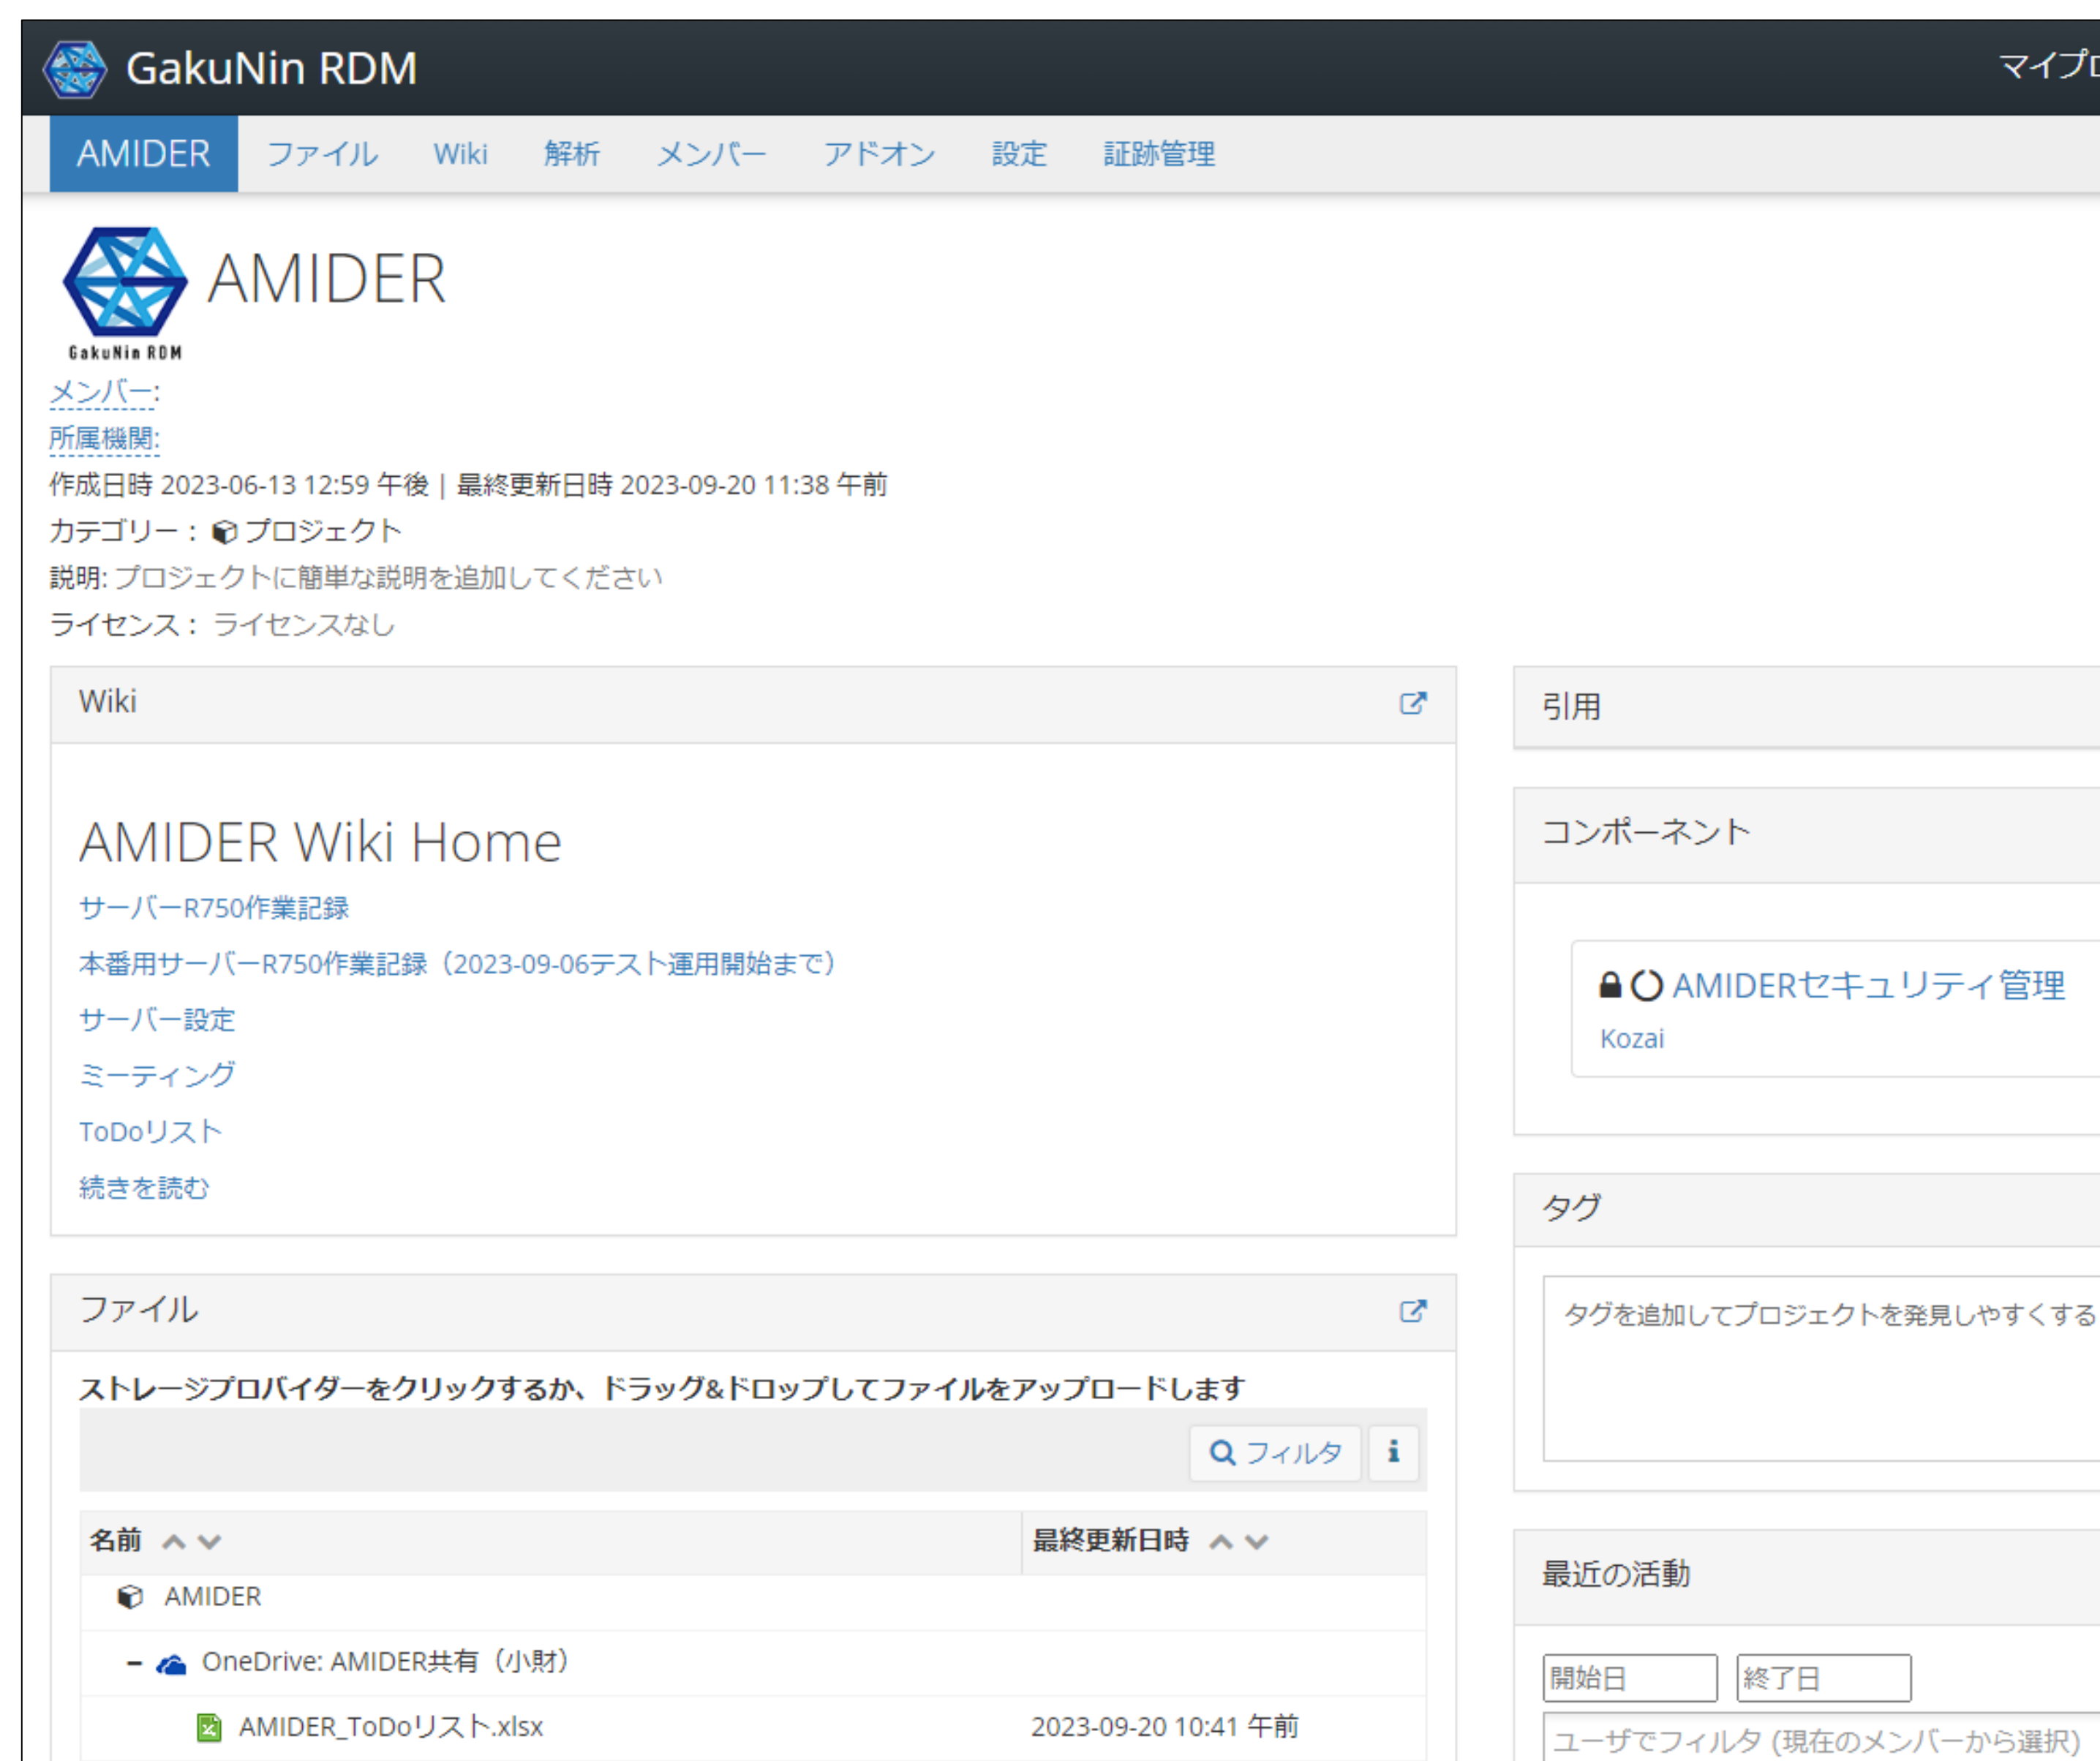 GakuNin RDM
マイプロ
AMIDER ファイル Wiki 解析 メンバー アドオン 設定 証跡管理
AMIDER
GakuNin RDM
メンバー:
所属機関:
作成日時 2023-06-13 12:59 午後 | 最終更新日時 2023-09-20 11:38 午前
カテゴリー： プロジェクト
説明: プロジェクトに簡単な説明を追加してください
ライセンス： ライセンスなし
Wiki
AMIDER Wiki Home
サーバーR750作業記録
本番用サーバーR750作業記録（2023-09-06テスト運用開始まで）
サーバー設定
ミーティング
ToDoリスト
続きを読む
ファイル
ストレージプロバイダーをクリックするか、ドラッグ&ドロップしてファイルをアップロードします
フィルタ i
名前 最終更新日時
AMIDER
OneDrive: AMIDER共有（小財）
AMIDER_ToDoリスト.xlsx 2023-09-20 10:41 午前
引用
コンポーネント
AMIDERセキュリティ管理
Kozai
タグ
タグを追加してプロジェクトを発見しやすくする
最近の活動
開始日 終了日
ユーザでフィルタ (現在のメンバーから選択)